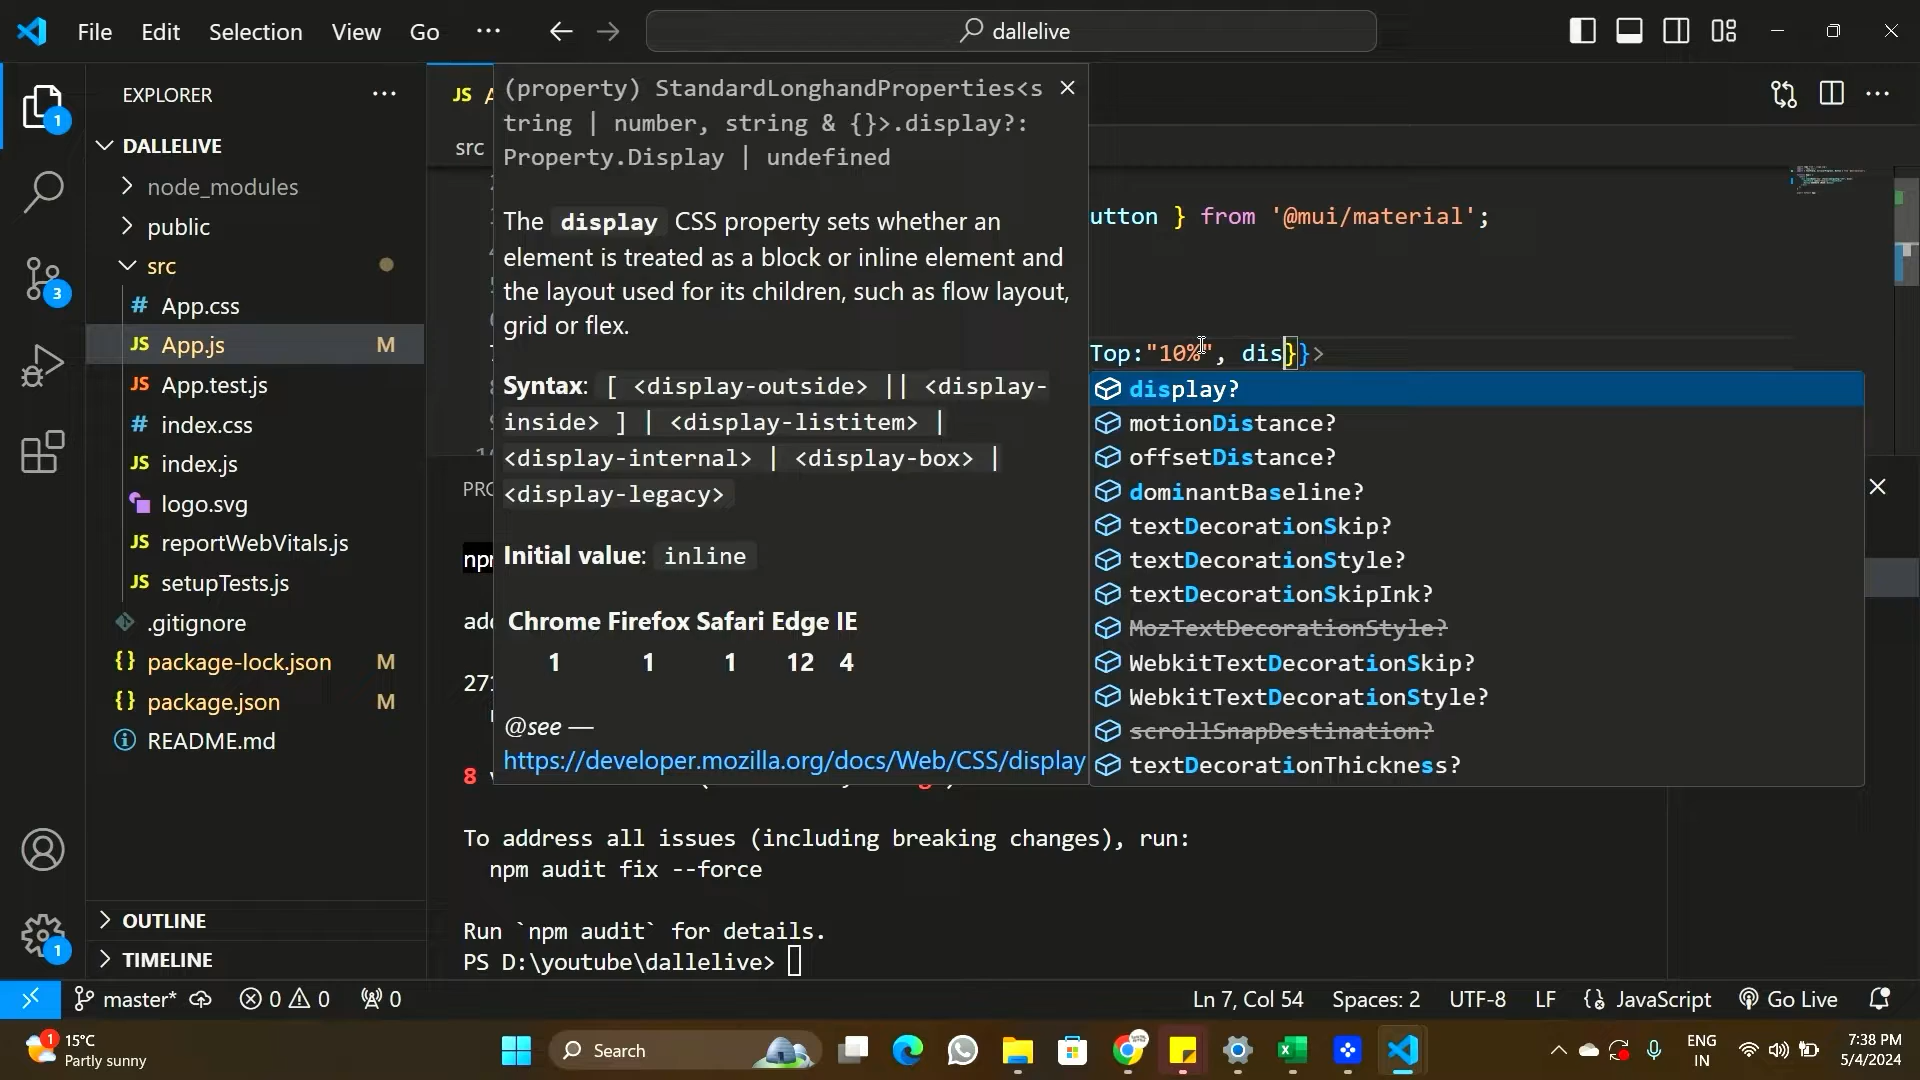 File Edit Selection View Go ··· dallelive
EXPLORER
DALLELIVE
node_modules
public
src
App.css
App.js M
App.test.js
index.css
index.js
logo.svg
reportWebVitals.js
setupTests.js
.gitignore
package-lock.json M
package.json M
README.md
OUTLINE
TIMELINE
1
3
1
JS
src
(property) StandardLonghandProperties<s
tring | number, string & {}>.display?:
Property.Display | undefined
The display CSS property sets whether an
element is treated as a block or inline element and
the layout used for its children, such as flow layout,
grid or flex.
Syntax: [ <display-outside> || <display-
inside> ] | <display-listitem> |
<display-internal> | <display-box> |
<display-legacy>
Initial value: inline
Chrome Firefox Safari Edge IE
1 1 1 12 4
@see —
https://developer.mozilla.org/docs/Web/CSS/display
utton } from '@mui/material';
Top:"10%", dis}}>
display?
motionDistance?
offsetDistance?
dominantBaseline?
textDecorationSkip?
textDecorationStyle?
textDecorationSkipInk?
MozTextDecorationStyle?
WebkitTextDecorationSkip?
WebkitTextDecorationStyle?
scrollSnapDestination?
textDecorationThickness?
8
To address all issues (including breaking changes), run:
npm audit fix --force
Run `npm audit` for details.
PS D:\youtube\dallelive>
master* 0 0 0 Ln 7, Col 54 Spaces: 2 UTF-8 LF {} JavaScript Go Live
1
15°C
Partly sunny
Search
ENG
IN
7:38 PM
5/4/2024